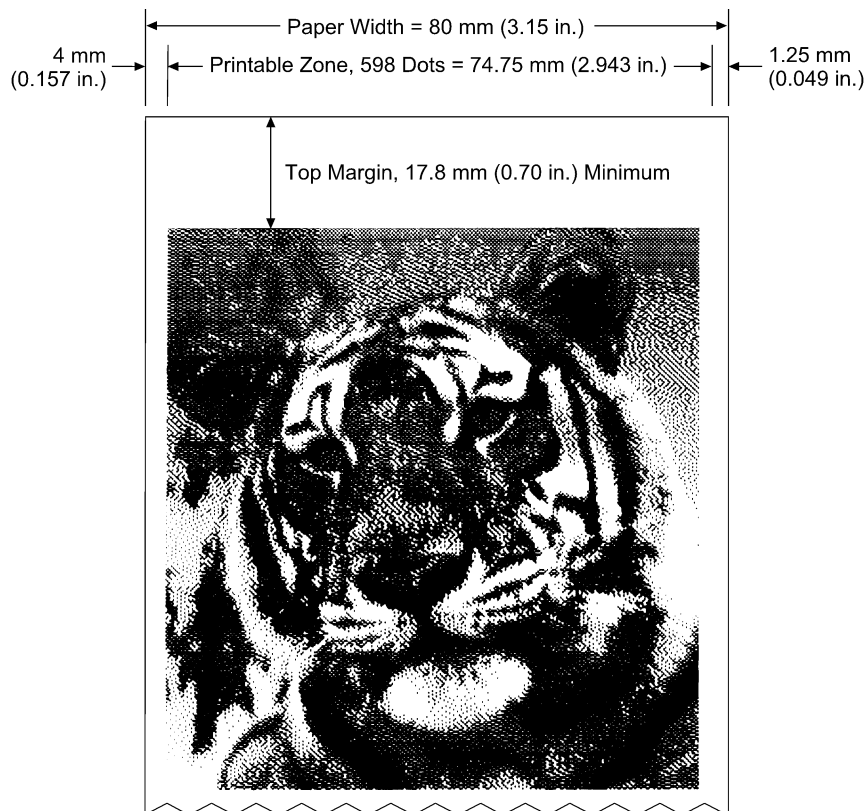 Paper Width = 80 mm (3.15 in.)
4 mm
(0.157 in.)
Printable Zone, 598 Dots = 74.75 mm (2.943 in.)
1.25 mm
(0.049 in.)
Top Margin, 17.8 mm (0.70 in.) Minimum